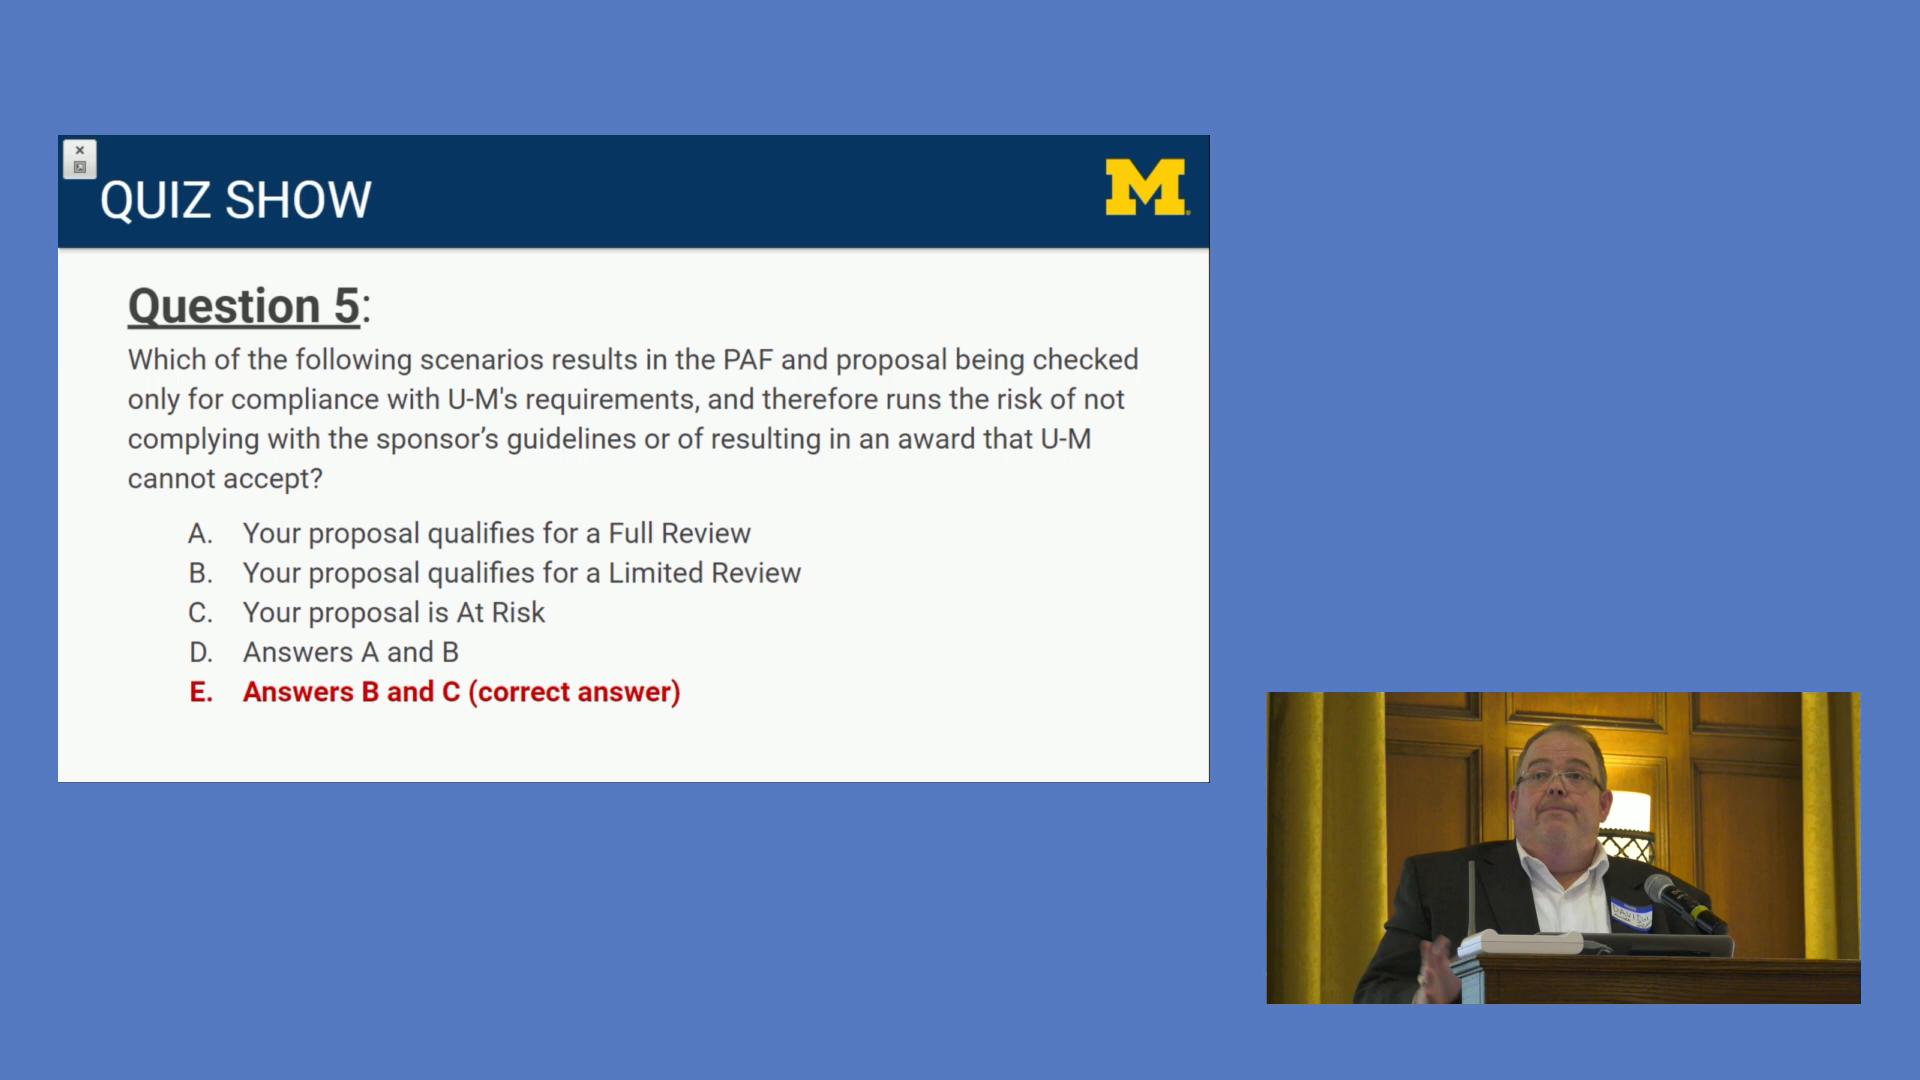 QUIZ SHOW
M
Question 5:
Which of the following scenarios results in the PAF and proposal being checked
only for compliance with U-M's requirements, and therefore runs the risk of not
complying with the sponsor’s guidelines or of resulting in an award that U-M
cannot accept?
A. Your proposal qualifies for a Full Review
B. Your proposal qualifies for a Limited Review
C. Your proposal is At Risk
D. Answers A and B
E. Answers B and C (correct answer)
DAVID